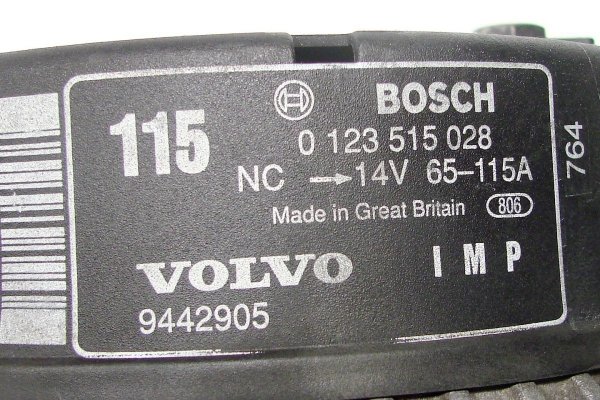 115
BOSCH
0 123 515 028
NC → 14V 65-115A
Made in Great Britain 806
VOLVO I M P
9442905
764